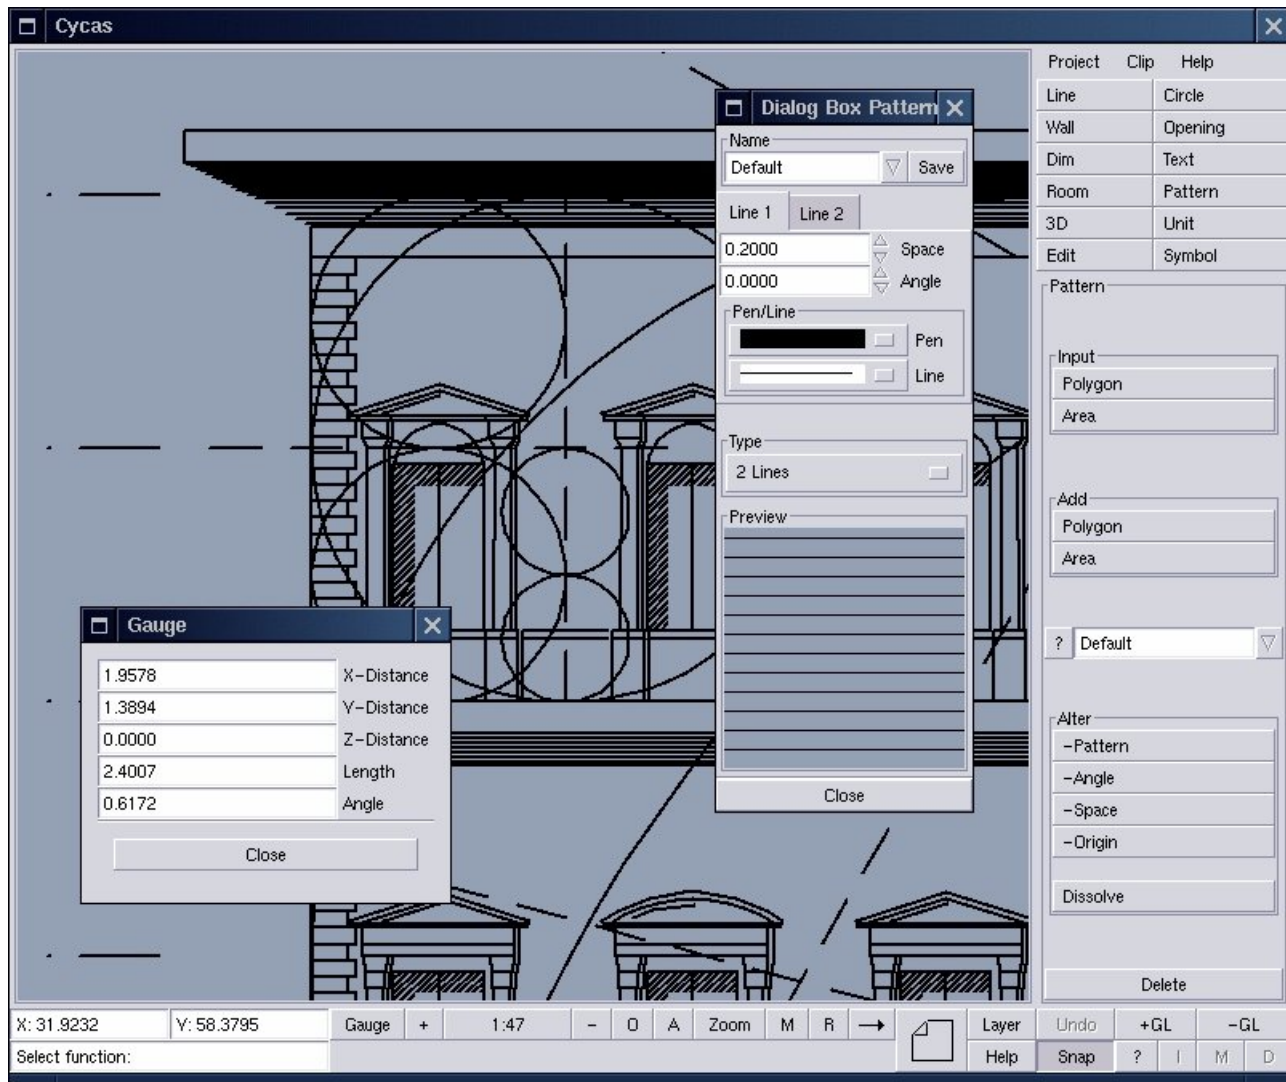 Cycas
Project Clip Help
Line Circle
Wall Opening
Dim Text
Room Pattern
3D Unit
Edit Symbol
Pattern
Input
Polygon
Area
Add
Polygon
Area
? Default
Alter
-Pattern
-Angle
-Space
-Origin
Dissolve
Delete
Dialog Box Pattern
Name
Default Save
Line 1 Line 2
0.2000 Space
0.0000 Angle
Pen/Line
Pen
Line
Type
2 Lines
Preview
Close
Gauge
1.9578 X-Distance
1.3894 Y-Distance
0.0000 Z-Distance
2.4007 Length
0.6172 Angle
Close
X: 31.9232 Y: 58.3795 Gauge + 1:47 - O A Zoom M R Layer Undo +GL -GL
Select function: Help Snap ? I M D